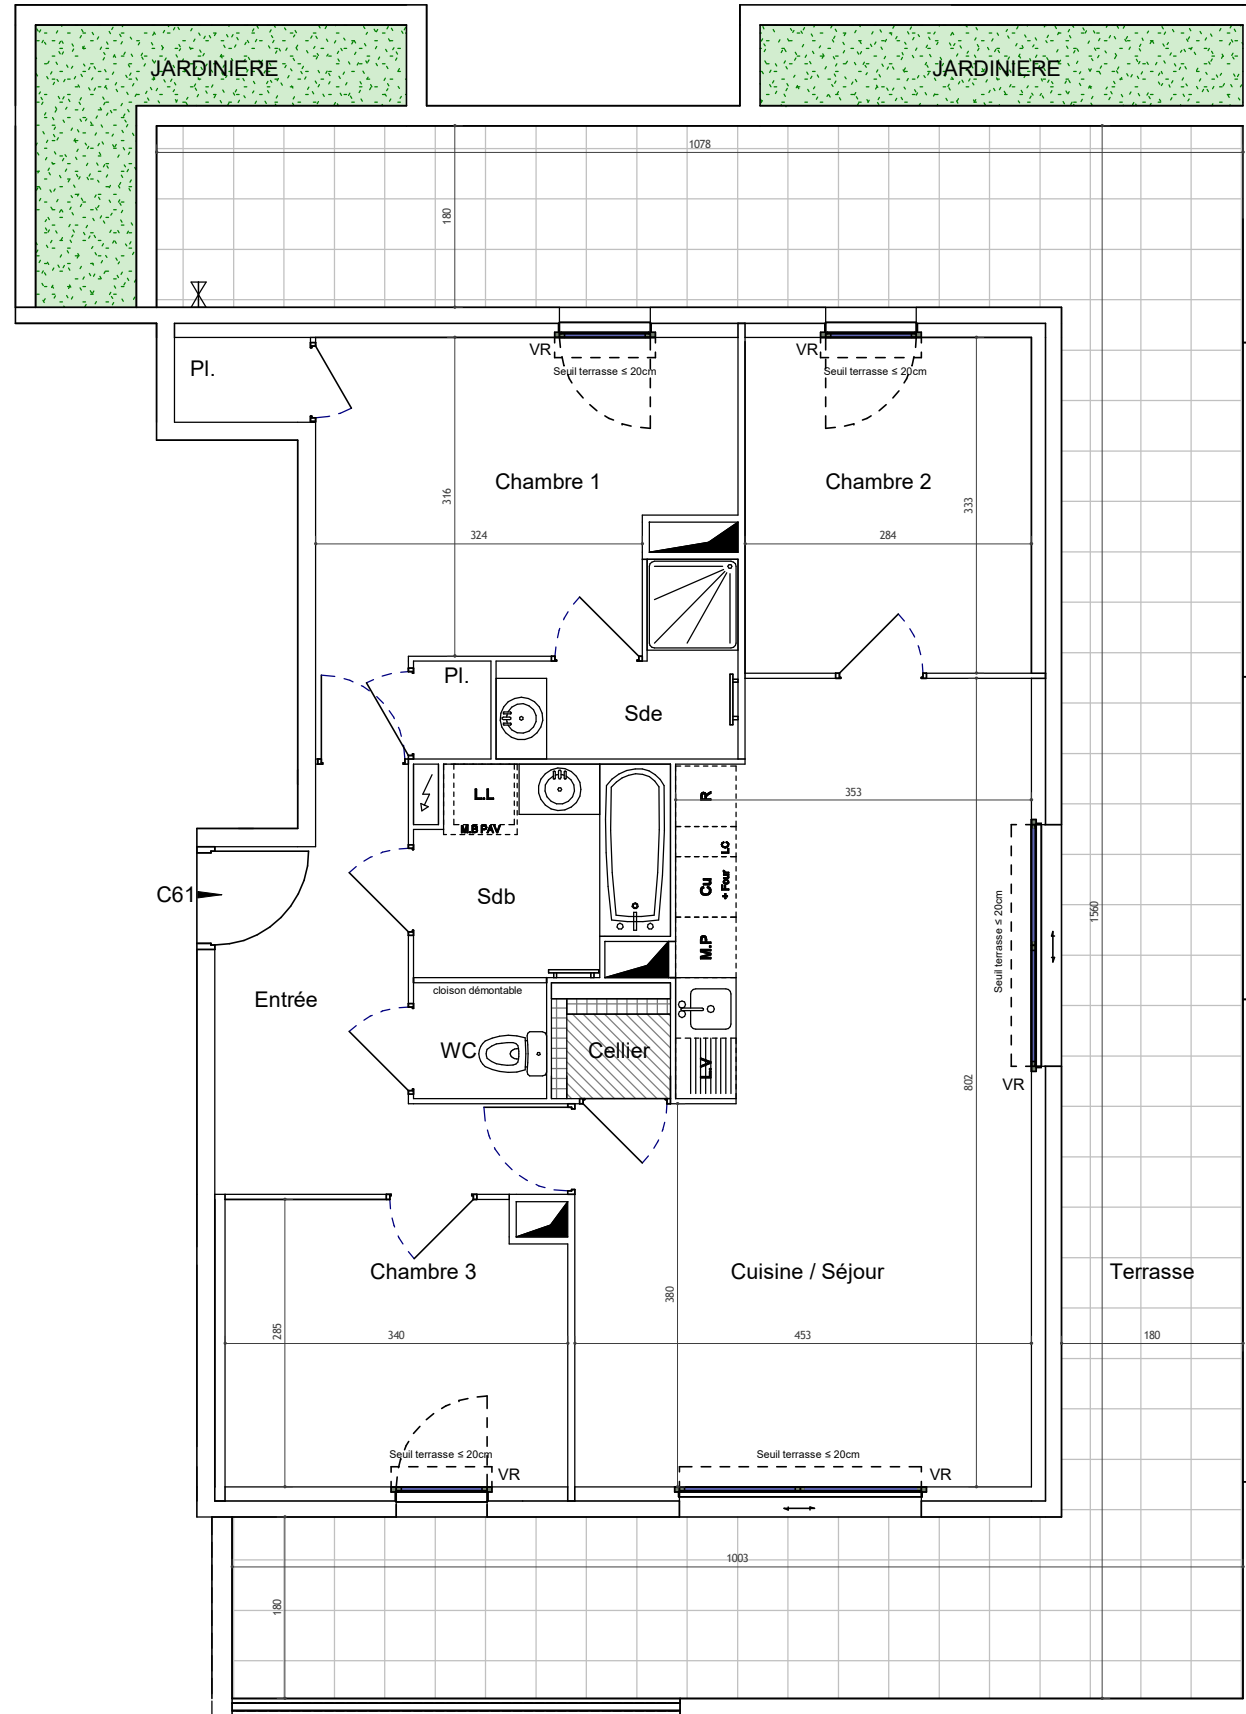 JARDINIERE
JARDINIERE
1078
180
Pl.
VR
Seuil terrasse ≤ 20cm
VR
Seuil terrasse ≤ 20cm
Chambre 1
Chambre 2
316
333
324
284
Pl.
Sde
L.L
M.S PAV
R
353
LC
Cu
+ Four
C61
Sdb
M.P
Seuil terrasse ≤ 20cm
1560
cloison démontable
Entrée
WC
Cellier
L.V
VR
802
Chambre 3
Cuisine / Séjour
Terrasse
380
285
340
453
180
Seuil terrasse ≤ 20cm
VR
Seuil terrasse ≤ 20cm
VR
1003
180